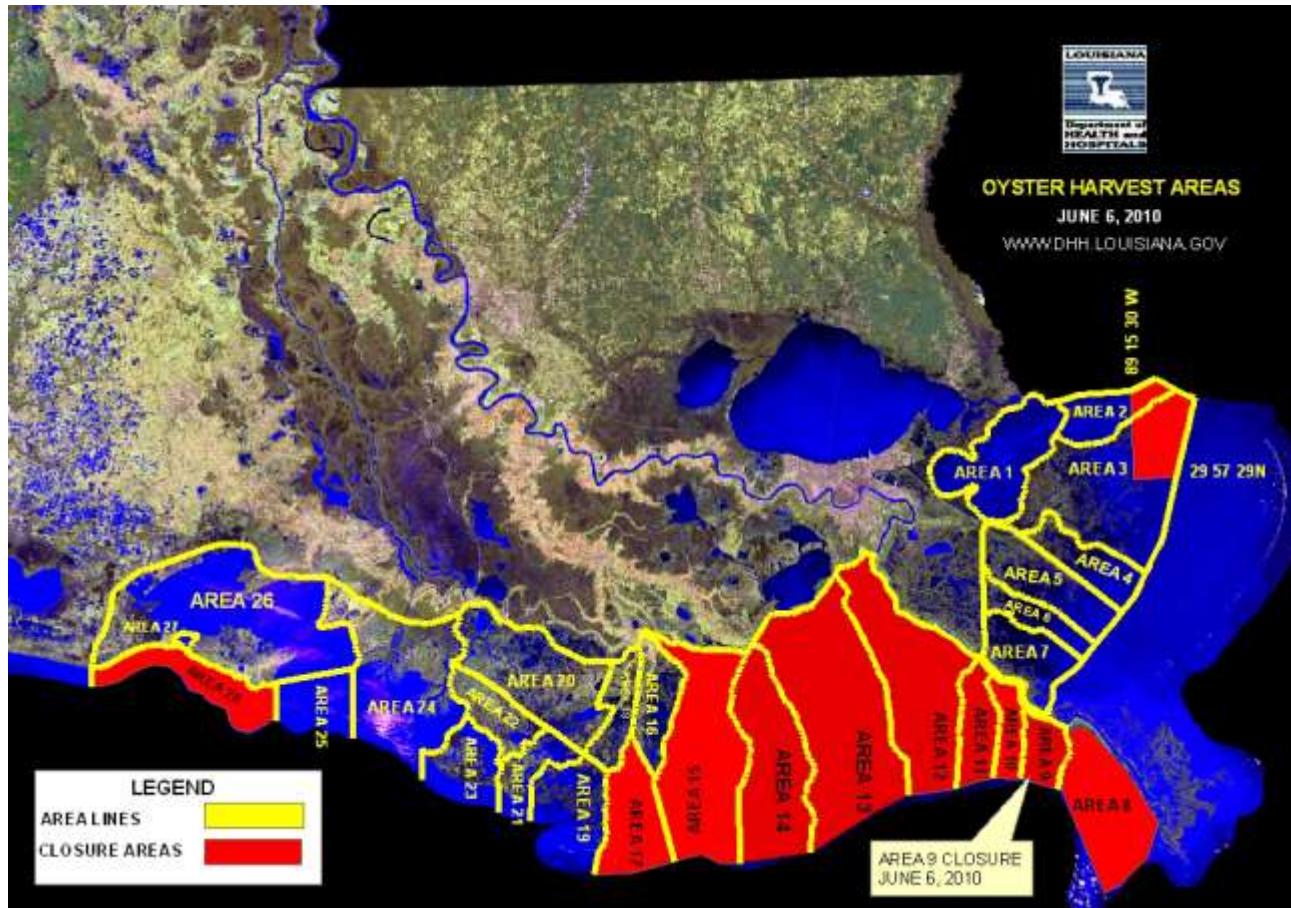 LOUISIANA
Department of
HEALTH and
HOSPITALS
OYSTER HARVEST AREAS
JUNE 6, 2010
WWW.DHH.LOUISIANA.GOV
89 15 30 W
AREA 2
AREA 1
AREA 3
29 57 29N
AREA 4
AREA 5
AREA 6
AREA 7
AREA 26
AREA 27
AREA 28
AREA 25
AREA 24
AREA 20
AREA 22
AREA 23
AREA 21
AREA 19
AREA 18
AREA 16
AREA 17
AREA 15
AREA 14
AREA 13
AREA 12
AREA 11
AREA 10
AREA 9
AREA 8
LEGEND
AREA LINES
CLOSURE AREAS
AREA 9 CLOSURE
JUNE 6, 2010